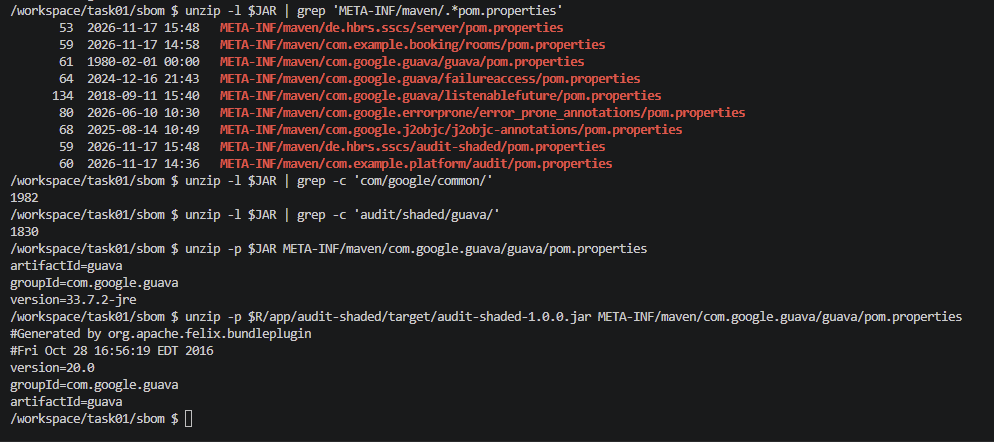 /workspace/task01/sbom $ unzip -l $JAR | grep 'META-INF/maven/.*pom.properties'
53 2026-11-17 15:48 META-INF/maven/de.hbrs.sscs/server/pom.properties
59 2026-11-17 14:58 META-INF/maven/com.example.booking/rooms/pom.properties
61 1980-02-01 00:00 META-INF/maven/com.google.guava/guava/pom.properties
64 2024-12-16 21:43 META-INF/maven/com.google.guava/failureaccess/pom.properties
134 2018-09-11 15:40 META-INF/maven/com.google.guava/listenablefuture/pom.properties
80 2026-06-10 10:30 META-INF/maven/com.google.errorprone/error_prone_annotations/pom.properties
68 2025-08-14 10:49 META-INF/maven/com.google.j2objc/j2objc-annotations/pom.properties
59 2026-11-17 15:48 META-INF/maven/de.hbrs.sscs/audit-shaded/pom.properties
60 2026-11-17 14:36 META-INF/maven/com.example.platform/audit/pom.properties
/workspace/task01/sbom $ unzip -l $JAR | grep -c 'com/google/common/'
1982
/workspace/task01/sbom $ unzip -l $JAR | grep -c 'audit/shaded/guava/'
1830
/workspace/task01/sbom $ unzip -p $JAR META-INF/maven/com.google.guava/guava/pom.properties
artifactId=guava
groupId=com.google.guava
version=33.7.2-jre
/workspace/task01/sbom $ unzip -p $R/app/audit-shaded/target/audit-shaded-1.0.0.jar META-INF/maven/com.google.guava/guava/pom.properties
#Generated by org.apache.felix.bundleplugin
#Fri Oct 28 16:56:19 EDT 2016
version=20.0
groupId=com.google.guava
artifactId=guava
/workspace/task01/sbom $